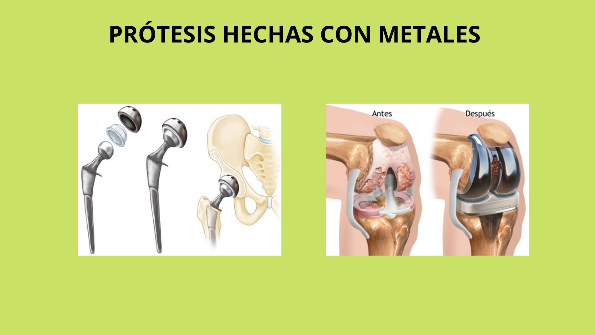 PRÓTESIS HECHAS CON METALES
Antes
Después